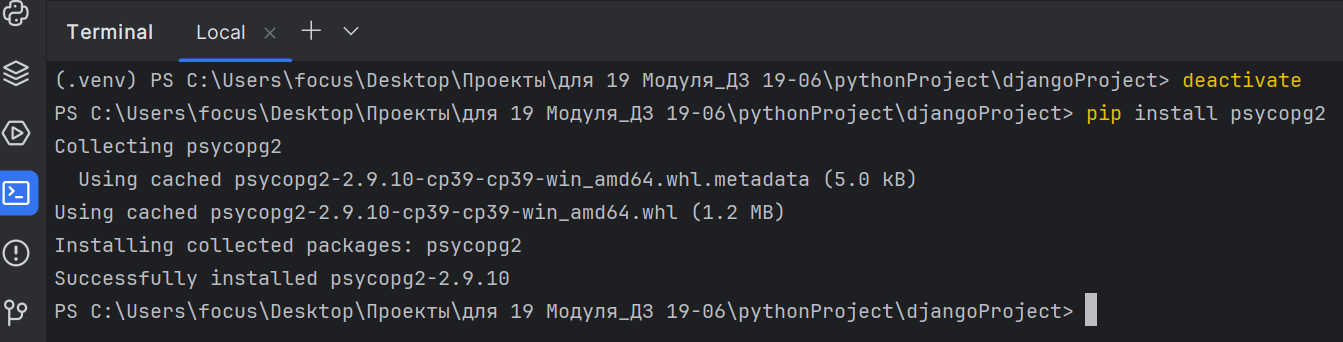 Terminal Local
(.venv) PS C:\Users\focus\Desktop\Проекты\для 19 Модуля_ДЗ 19-06\pythonProject\djangoProject> deactivate
PS C:\Users\focus\Desktop\Проекты\для 19 Модуля_ДЗ 19-06\pythonProject\djangoProject> pip install psycopg2
Collecting psycopg2
  Using cached psycopg2-2.9.10-cp39-cp39-win_amd64.whl.metadata (5.0 kB)
Using cached psycopg2-2.9.10-cp39-cp39-win_amd64.whl (1.2 MB)
Installing collected packages: psycopg2
Successfully installed psycopg2-2.9.10
PS C:\Users\focus\Desktop\Проекты\для 19 Модуля_ДЗ 19-06\pythonProject\djangoProject>